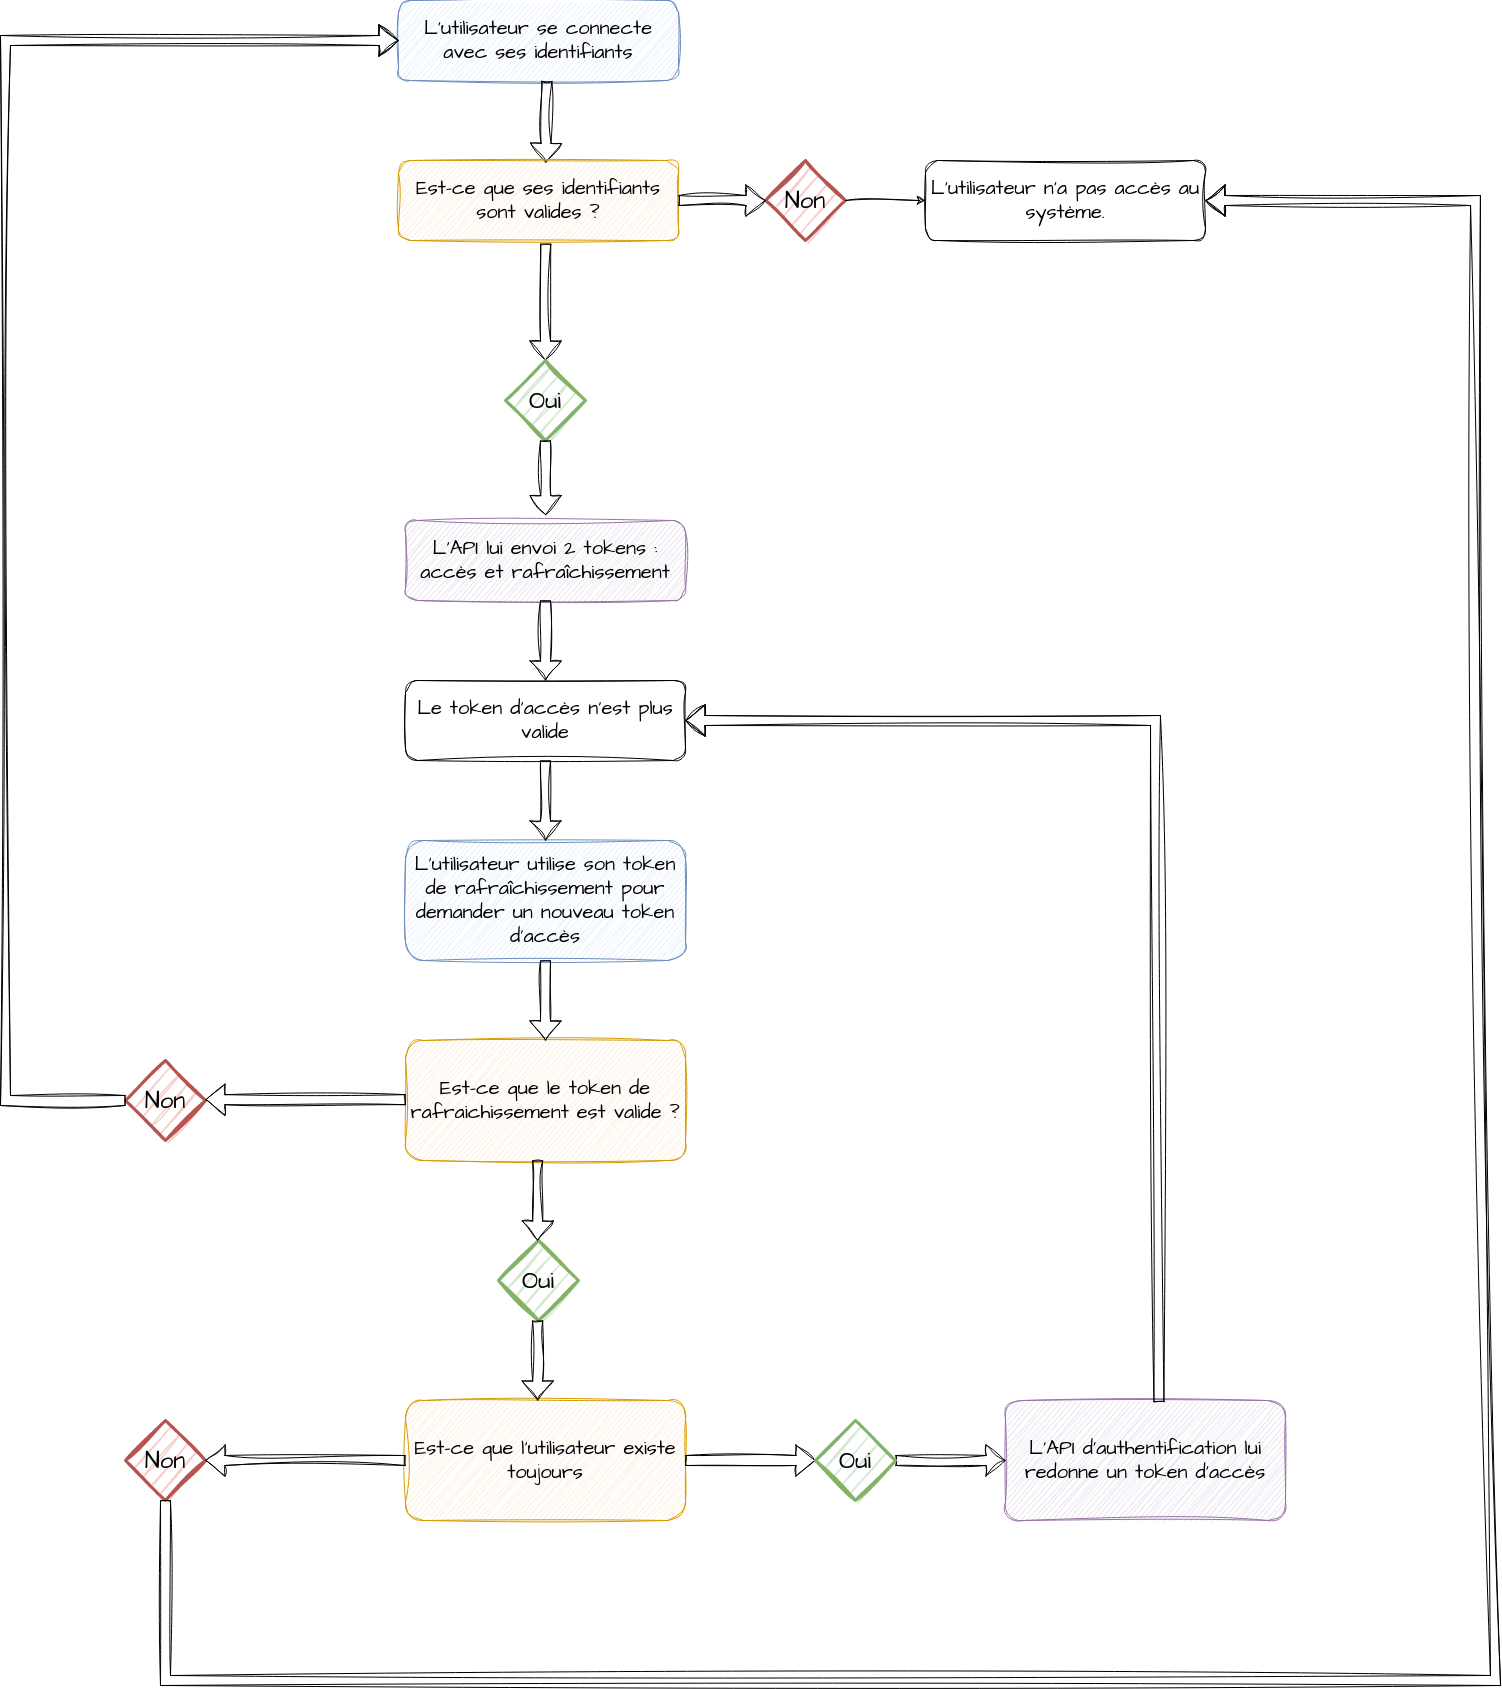 L'utilisateur se connecte
avec ses identifiants
Est-ce que ses identifiants
sont valides ?
Non
L'utilisateur n'a pas accès au
système.
Oui
L'API lui envoi 2 tokens :
accès et rafraîchissement
Le token d'accès n'est plus
valide
L'utilisateur utilise son token
de rafraîchissement pour
demander un nouveau token
d'accès
Non
Est-ce que le token de
rafraichissement est valide ?
Oui
Non
Est-ce que l'utilisateur existe
toujours
Oui
L'API d'authentification lui
redonne un token d'accès